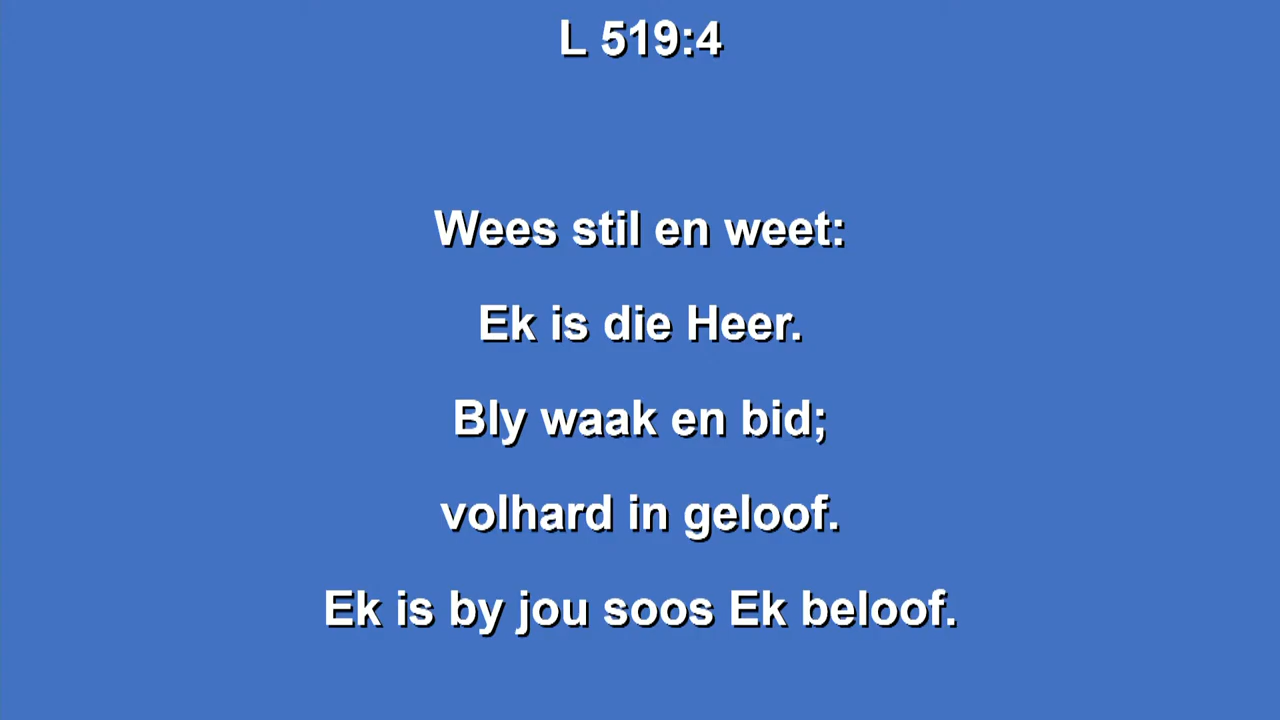 L 519:4
Wees stil en weet:
Ek is die Heer.
Bly waak en bid;
volhard in geloof.
Ek is by jou soos Ek beloof.